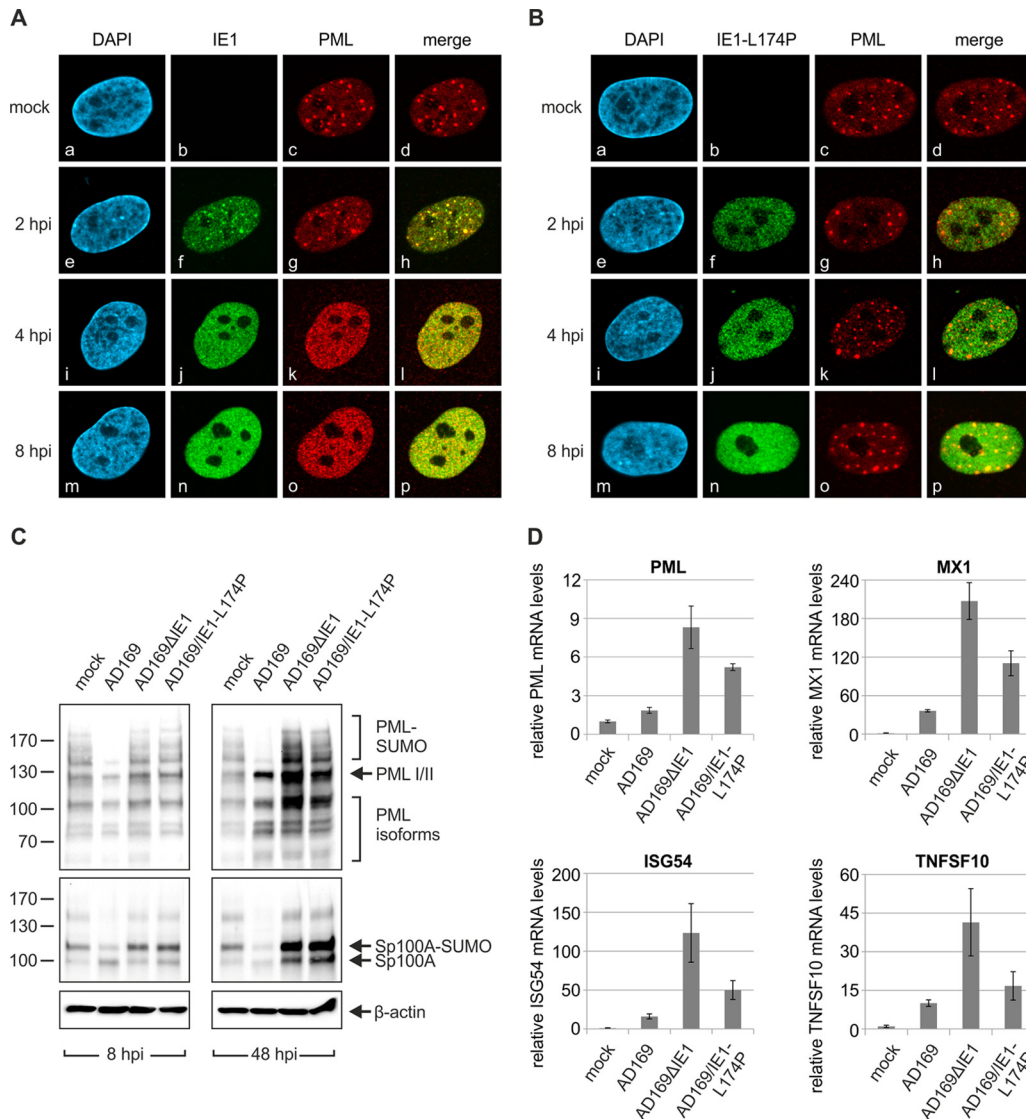 A
DAPI IE1 PML merge
mock
a b c d
2 hpi
e f g h
4 hpi
i j k l
8 hpi
m n o p
B
DAPI IE1-L174P PML merge
mock
a b c d
2 hpi
e f g h
4 hpi
i j k l
8 hpi
m n o p
C
mock AD169 AD169ΔIE1 AD169/IE1-L174P
mock AD169 AD169ΔIE1 AD169/IE1-L174P
170
130
100
70
PML-
SUMO
PML I/II
PML
isoforms
170
130
100
Sp100A-SUMO
Sp100A
β-actin
8 hpi
48 hpi
D
PML
relative PML mRNA levels
12
9
6
3
0
mock
AD169
AD169ΔIE1
AD169/IE1-
L174P
MX1
relative MX1 mRNA levels
240
180
120
60
0
mock
AD169
AD169ΔIE1
AD169/IE1-
L174P
ISG54
relative ISG54 mRNA levels
200
150
100
50
0
mock
AD169
AD169ΔIE1
AD169/IE1-
L174P
TNFSF10
relative TNFSF10 mRNA levels
60
45
30
15
0
mock
AD169
AD169ΔIE1
AD169/IE1-
L174P